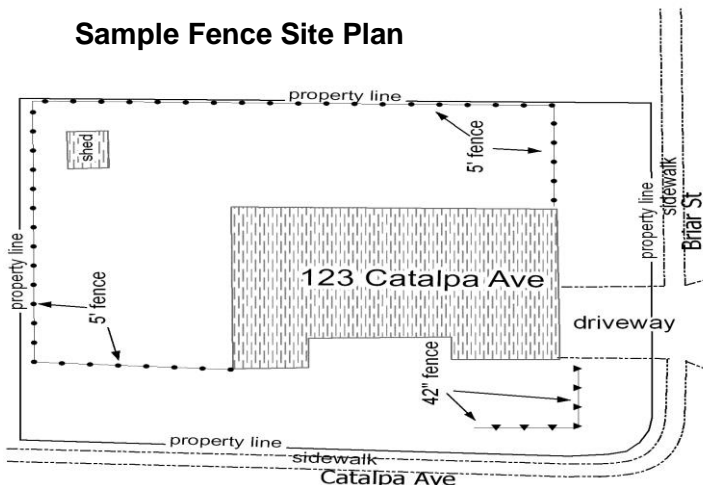 Sample Fence Site Plan
property line
shed
5' fence
property line
sidewalk
Briar St
property line
123 Catalpa Ave
driveway
5' fence
42" fence
property line
sidewalk
Catalpa Ave